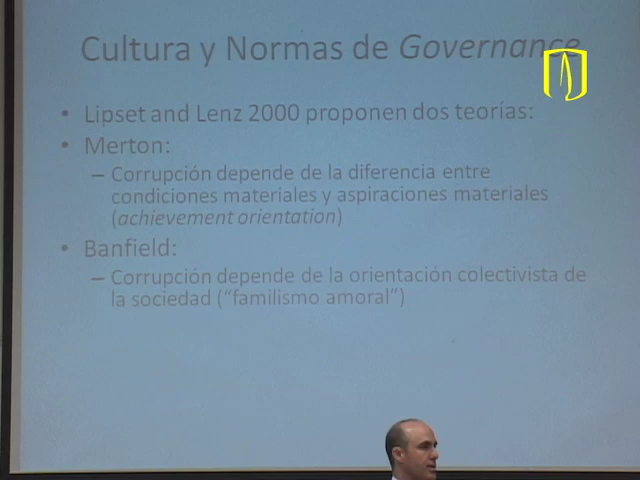 Cultura y Normas de Governance
• Lipset and Lenz 2000 proponen dos teorías:
• Merton:
– Corrupción depende de la diferencia entre
condiciones materiales y aspiraciones materiales
(achievement orientation)
• Banfield:
– Corrupción depende de la orientación colectivista de
la sociedad (“familismo amoral”)